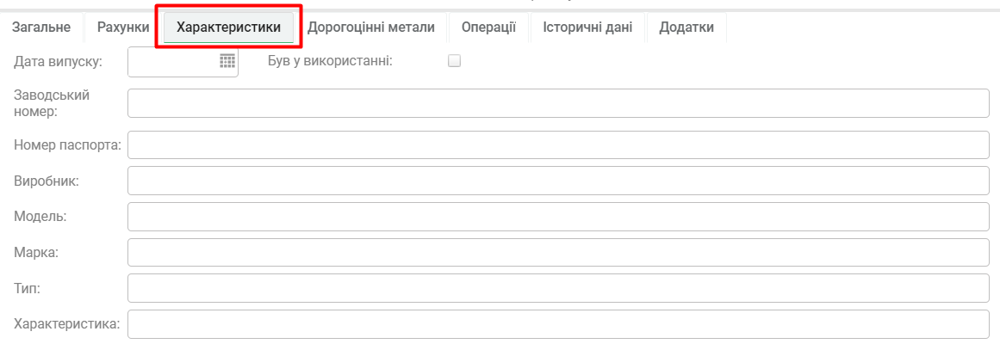 Загальне Рахунки Характеристики Дорогоцінні метали Операції Історичні дані Додатки
Дата випуску: Був у використанні:
Заводський
номер:
Номер паспорта:
Виробник:
Модель:
Марка:
Тип:
Характеристика: